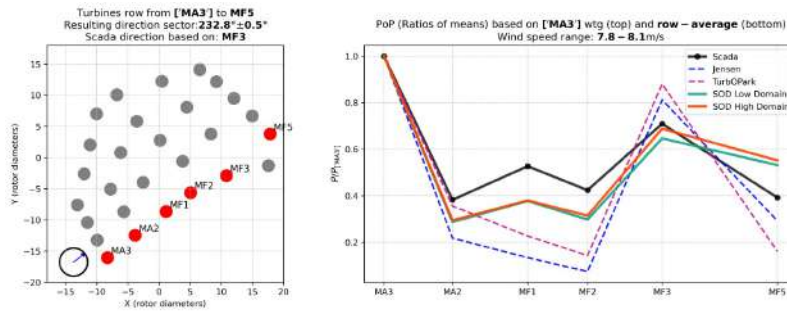 Turbines row from ['MA3'] to MF5
Resulting direction sector:232.8°±0.5°
Scada direction based on: MF3
Y (rotor diameters)
20
15
10
5
0
−5
−10
−15
−20
MF5
MF3
MF2
MF1
MA2
MA3
−15
−10
−5
0
5
10
15
20
X (rotor diameters)
PoP (Ratios of means) based on ['MA3'] wtg (top) and row−average (bottom)
Wind speed range: 7.8−8.1m/s
P/P['MA3']
1.0
0.8
0.6
0.4
0.2
Scada
Jensen
TurbOPark
SOD Low Domain
SOD High Domain
MA3
MA2
MF1
MF2
MF3
MF5